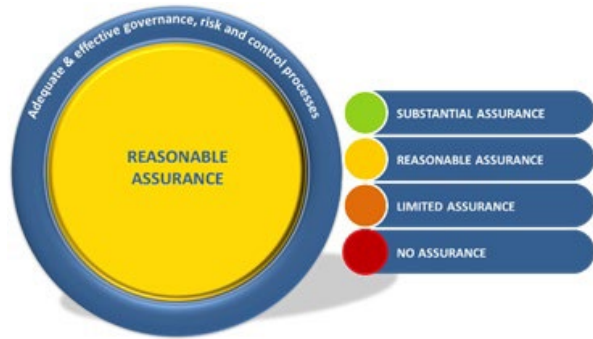 Adequate & effective governance, risk and control processes
REASONABLE
ASSURANCE
SUBSTANTIAL ASSURANCE
REASONABLE ASSURANCE
LIMITED ASSURANCE
NO ASSURANCE